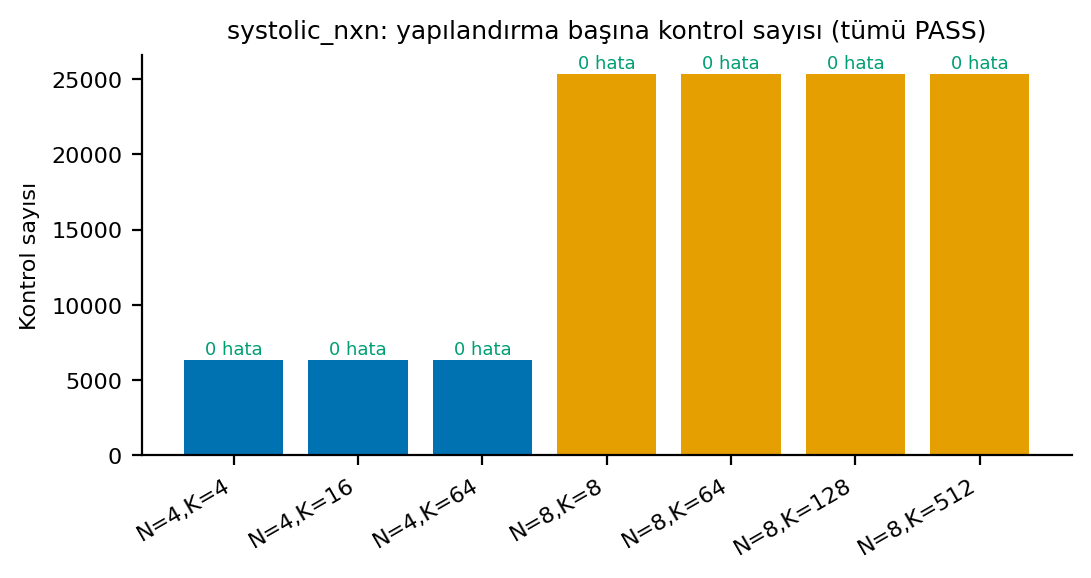 systolic_nxn: yapılandırma başına kontrol sayısı (tümü PASS)
Kontrol sayısı
25000
20000
15000
10000
5000
0
0 hata
0 hata
0 hata
0 hata
0 hata
0 hata
0 hata
N=4,K=4
N=4,K=16
N=4,K=64
N=8,K=8
N=8,K=64
N=8,K=128
N=8,K=512